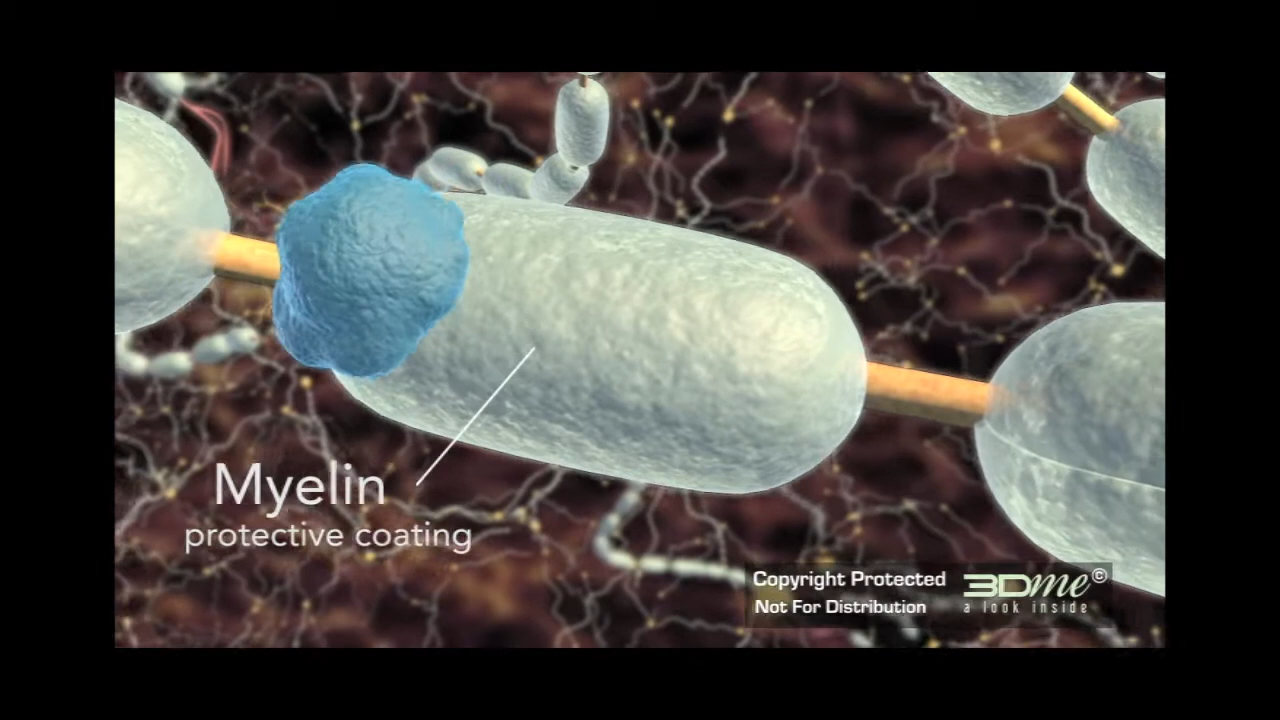 Myelin
protective coating
Copyright Protected
Not For Distribution
3Dme©
a look inside